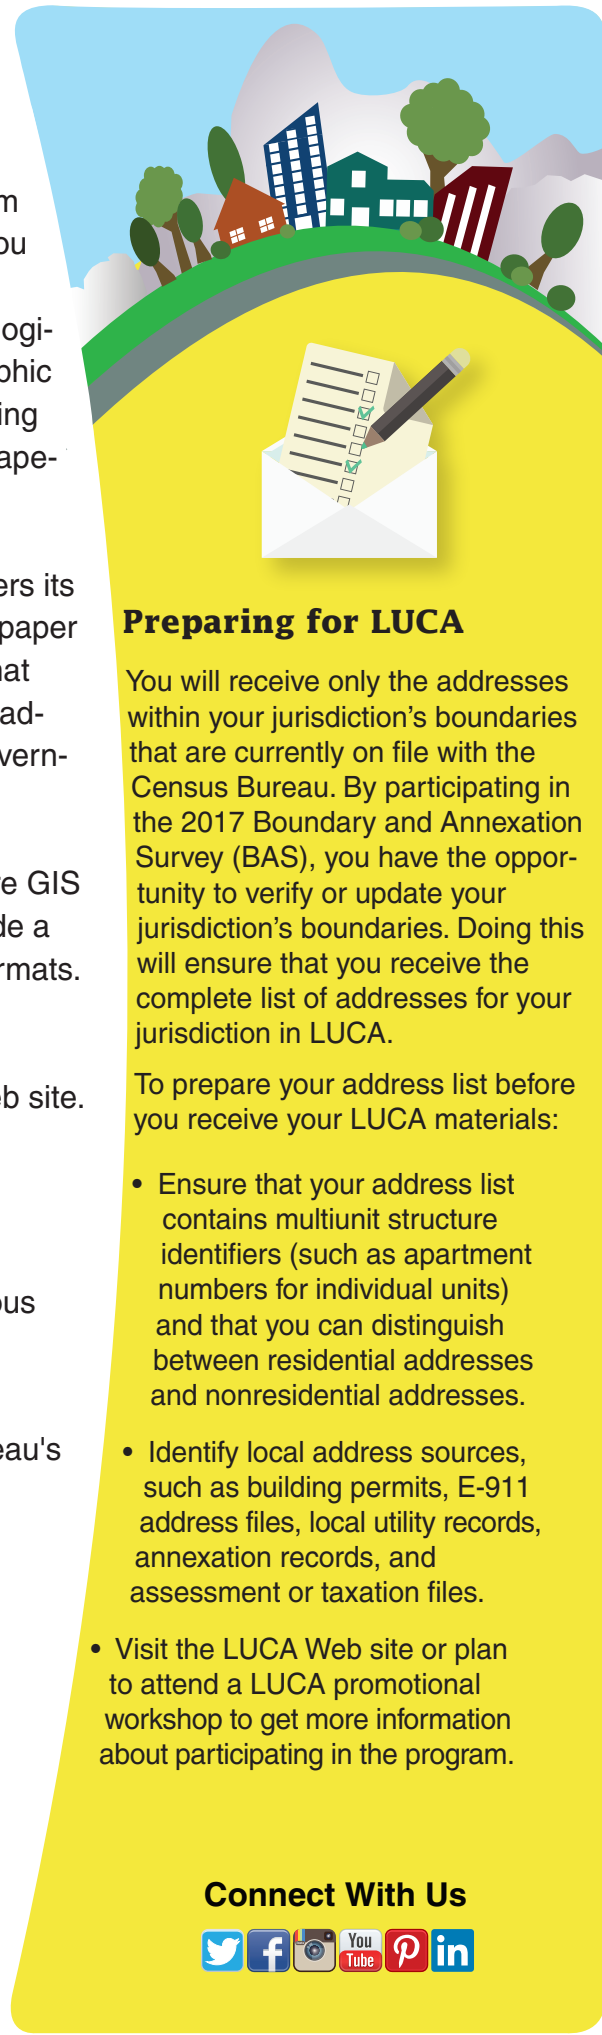 m
ou
ogi-
phic
ing
ape-
ers its
paper
hat
ad-
vern-
e GIS
de a
rmats.
b site.
ous
eau's
Preparing for LUCA
You will receive only the addresses
within your jurisdiction’s boundaries
that are currently on file with the
Census Bureau. By participating in
the 2017 Boundary and Annexation
Survey (BAS), you have the oppor-
tunity to verify or update your
jurisdiction’s boundaries. Doing this
will ensure that you receive the
complete list of addresses for your
jurisdiction in LUCA.
To prepare your address list before
you receive your LUCA materials:
• Ensure that your address list
contains multiunit structure
identifiers (such as apartment
numbers for individual units)
and that you can distinguish
between residential addresses
and nonresidential addresses.
• Identify local address sources,
such as building permits, E-911
address files, local utility records,
annexation records, and
assessment or taxation files.
• Visit the LUCA Web site or plan
to attend a LUCA promotional
workshop to get more information
about participating in the program.
Connect With Us
You
Tube
in